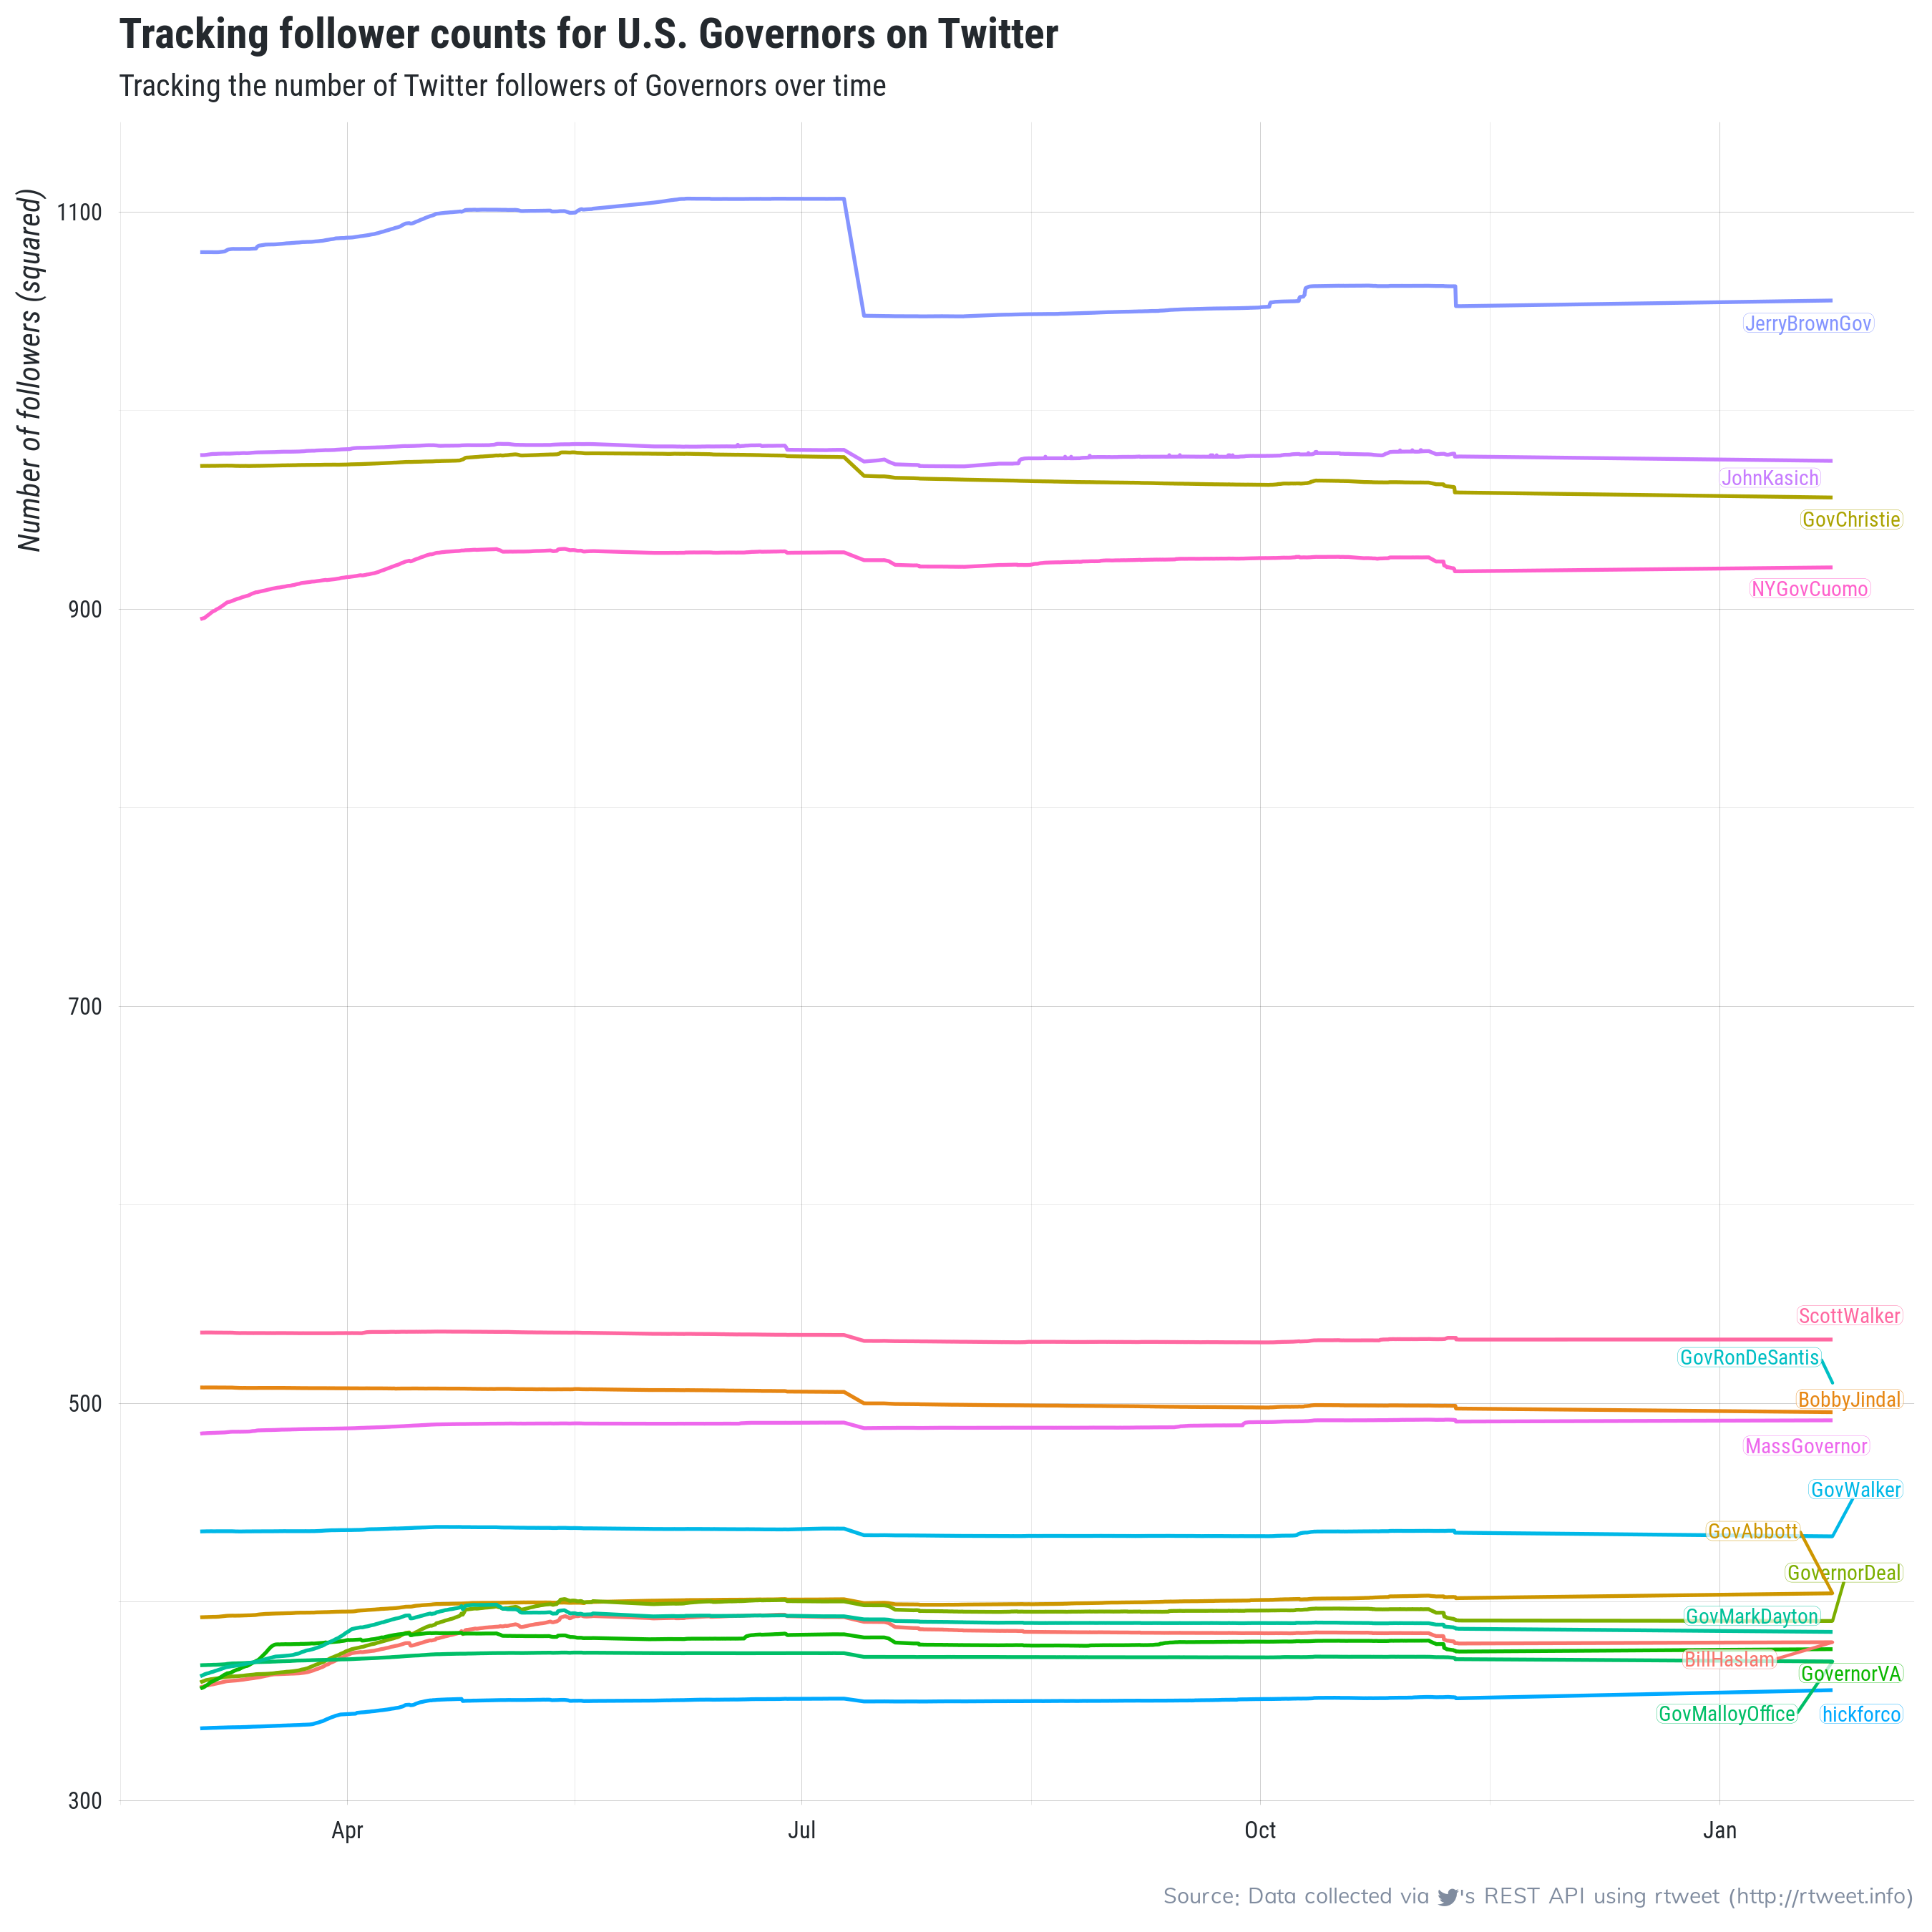 Tracking follower counts for U.S. Governors on Twitter
Tracking the number of Twitter followers of Governors over time
Number of followers (squared)
1100
900
700
500
300
JerryBrownGov
JohnKasich
GovChristie
NYGovCuomo
ScottWalker
GovRonDeSantis
BobbyJindal
MassGovernor
GovWalker
GovAbbott
GovernorDeal
GovMarkDayton
BillHaslam
GovernorVA
GovMalloyOffice
hickforco
Apr
Jul
Oct
Jan
Source: Data collected via 's REST API using rtweet (http://rtweet.info)